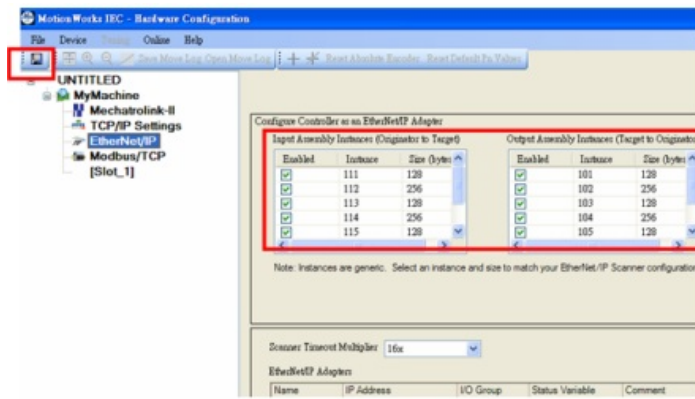 MotionWorks IEC - Hardware Configuration
File Device Timing Online Help
Save Move Log Open Move Log Reset Absolute Encoder Reset Default Pn Values
UNTITLED
MyMachine
Mechatrolink-II
TCP/IP Settings
EtherNet/IP
Modbus/TCP
[Slot_1]
Configure Controller as an EtherNet/IP Adapter
Input Assembly Instances (Originator to Target) Output Assembly Instances (Target to Originator
Enabled Instance Size (bytes Enabled Instance Size (bytes
111 128 101 128
112 256 102 256
113 128 103 128
114 256 104 256
115 128 105 128
Note: Instances are generic. Select an instance and size to match your EtherNet/IP Scanner configuration
Scanner Timeout Multiplier 16x
EtherNet/IP Adapters
Name IP Address I/O Group Status Variable Comment